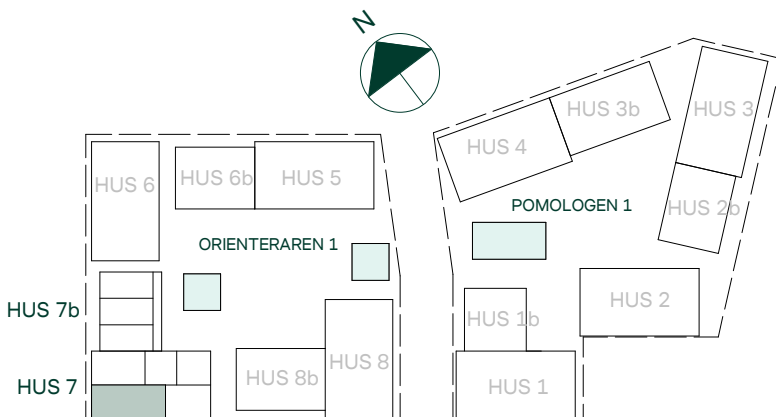 N
HUS 3b
HUS 3
HUS 4
HUS 6
HUS 6b
HUS 5
HUS 2b
POMOLOGEN 1
ORIENTERAREN 1
HUS 7b
HUS 2
HUS 1b
HUS 8
HUS 8b
HUS 7
HUS 1